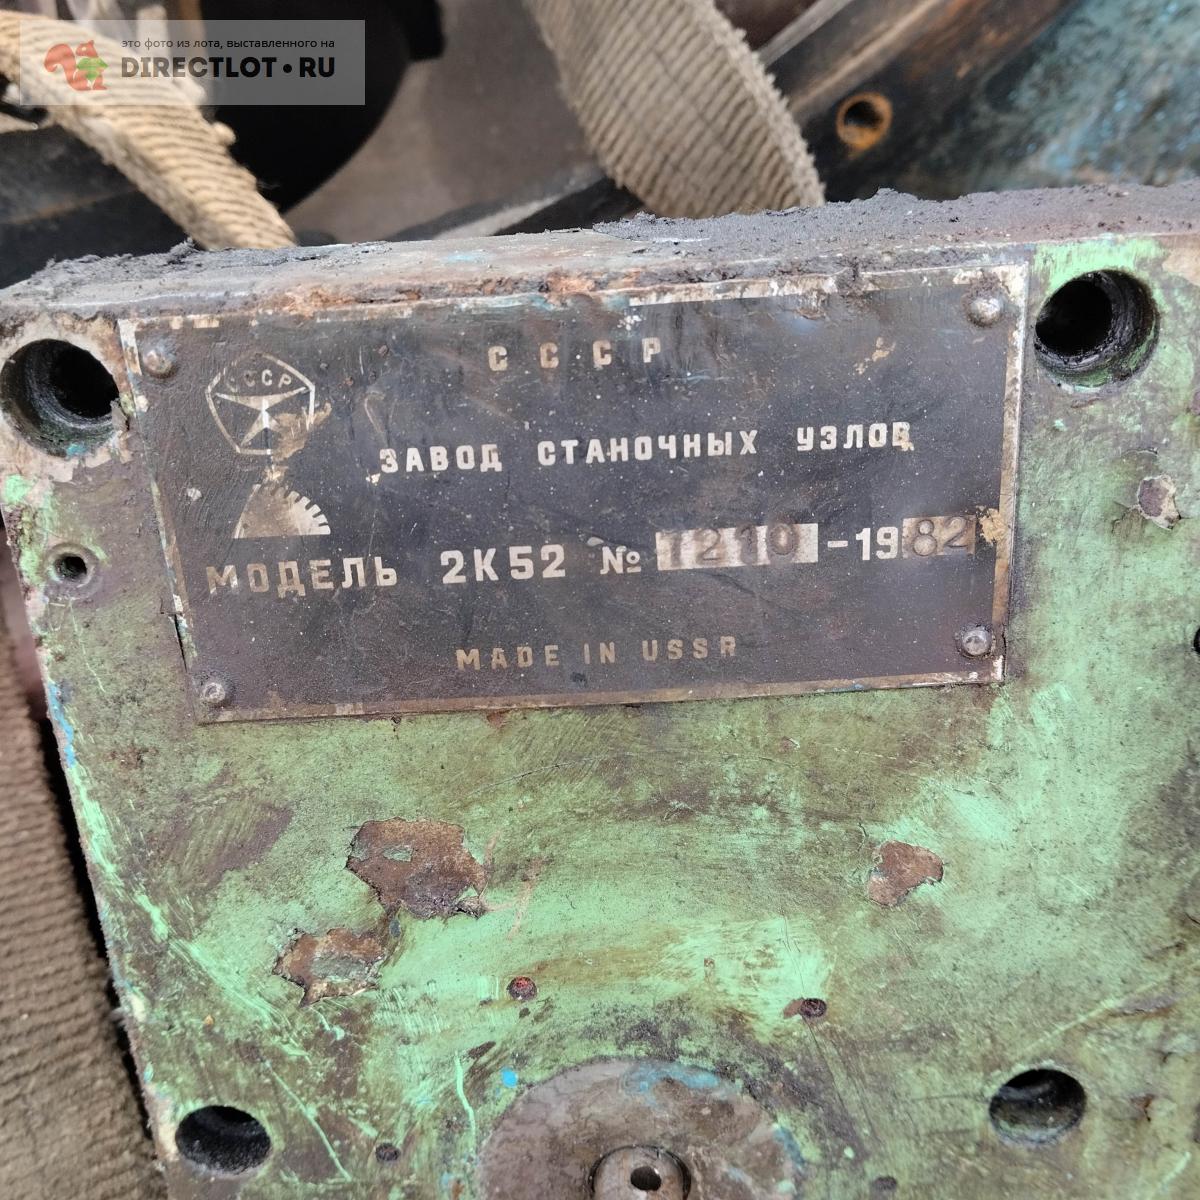 это фото из лота, выставленного на
DIRECTLOT•RU
СССР
СССР
ЗАВОД СТАНОЧНЫХ УЗЛОВ
МОДЕЛЬ 2К52 № 1210 -1982
MADE IN USSR